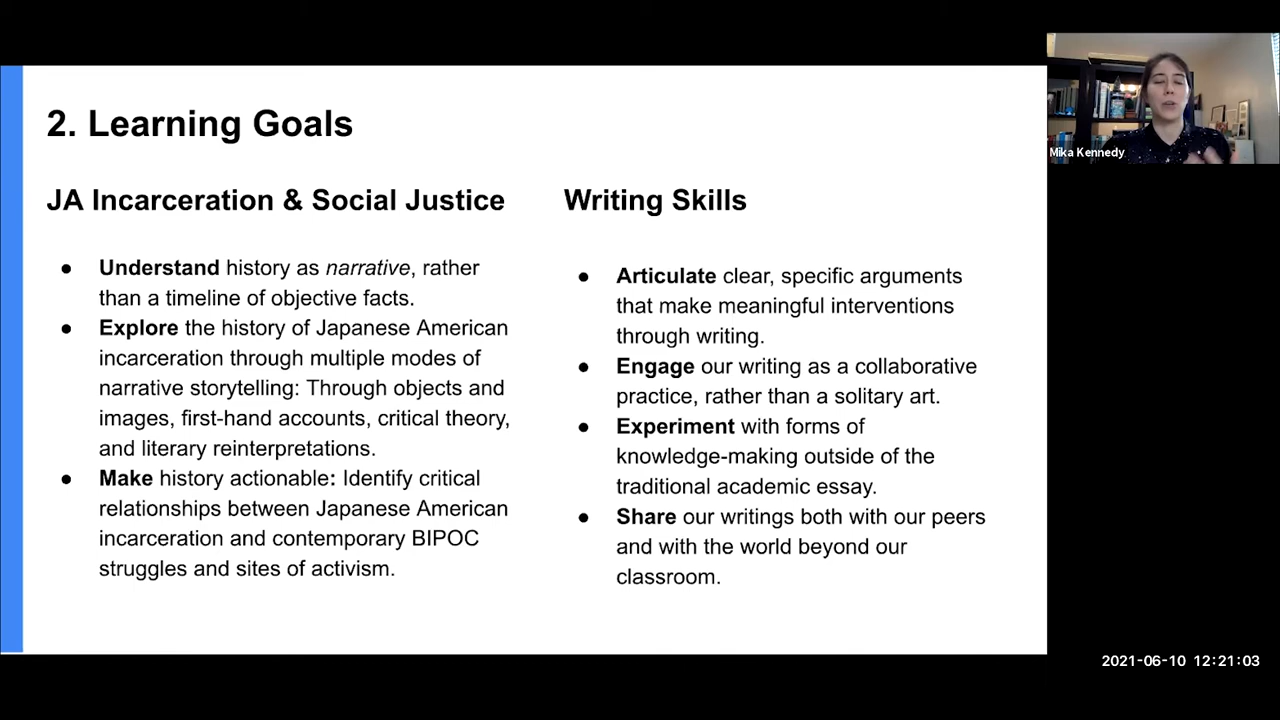 2. Learning Goals
JA Incarceration & Social Justice
● Understand history as narrative, rather
than a timeline of objective facts.
● Explore the history of Japanese American
incarceration through multiple modes of
narrative storytelling: Through objects and
images, first-hand accounts, critical theory,
and literary reinterpretations.
● Make history actionable: Identify critical
relationships between Japanese American
incarceration and contemporary BIPOC
struggles and sites of activism.
Writing Skills
● Articulate clear, specific arguments
that make meaningful interventions
through writing.
● Engage our writing as a collaborative
practice, rather than a solitary art.
● Experiment with forms of
knowledge-making outside of the
traditional academic essay.
● Share our writings both with our peers
and with the world beyond our
classroom.
Mika Kennedy
2021-06-10 12:21:03